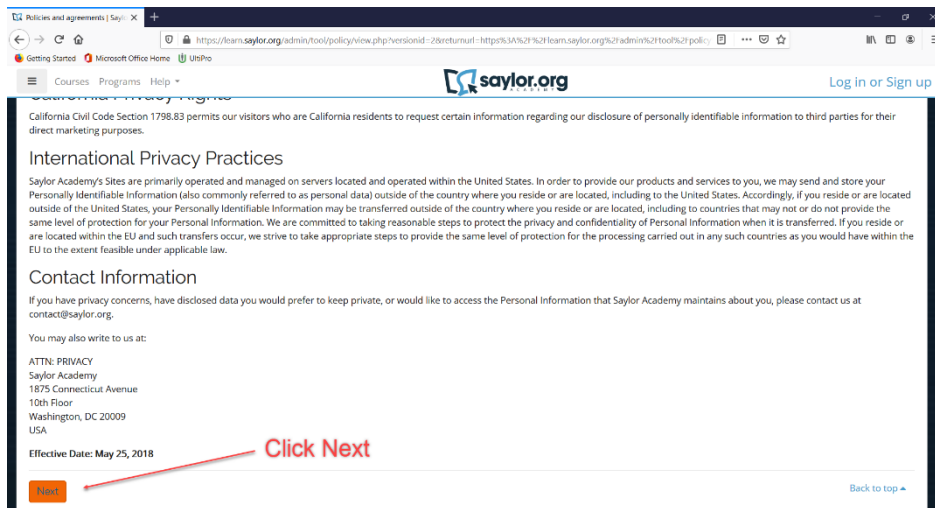 Policies and agreements | Saylo
https://learn.saylor.org/admin/tool/policy/view.php?versionid=2&returnurl=https%3A%2F%2Flearn.saylor.org%2Fadmin%2Ftool%2Fpolicy
Getting Started Microsoft Office Home UltiPro
Courses Programs Help saylor.org ACADEMY Log in or Sign up
California Privacy Rights
California Civil Code Section 1798.83 permits our visitors who are California residents to request certain information regarding our disclosure of personally identifiable information to third parties for their
direct marketing purposes.
International Privacy Practices
Saylor Academy's Sites are primarily operated and managed on servers located and operated within the United States. In order to provide our products and services to you, we may send and store your
Personally Identifiable Information (also commonly referred to as personal data) outside of the country where you reside or are located, including to the United States. Accordingly, if you reside or are located
outside of the United States, your Personally Identifiable Information may be transferred outside of the country where you reside or are located, including to countries that may not or do not provide the
same level of protection for your Personal Information. We are committed to taking reasonable steps to protect the privacy and confidentiality of Personal Information when it is transferred. If you reside or
are located within the EU and such transfers occur, we strive to take appropriate steps to provide the same level of protection for the processing carried out in any such countries as you would have within the
EU to the extent feasible under applicable law.
Contact Information
If you have privacy concerns, have disclosed data you would prefer to keep private, or would like to access the Personal Information that Saylor Academy maintains about you, please contact us at
contact@saylor.org.
You may also write to us at:
ATTN: PRIVACY
Saylor Academy
1875 Connecticut Avenue
10th Floor
Washington, DC 20009
USA
Effective Date: May 25, 2018
Click Next
Next
Back to top